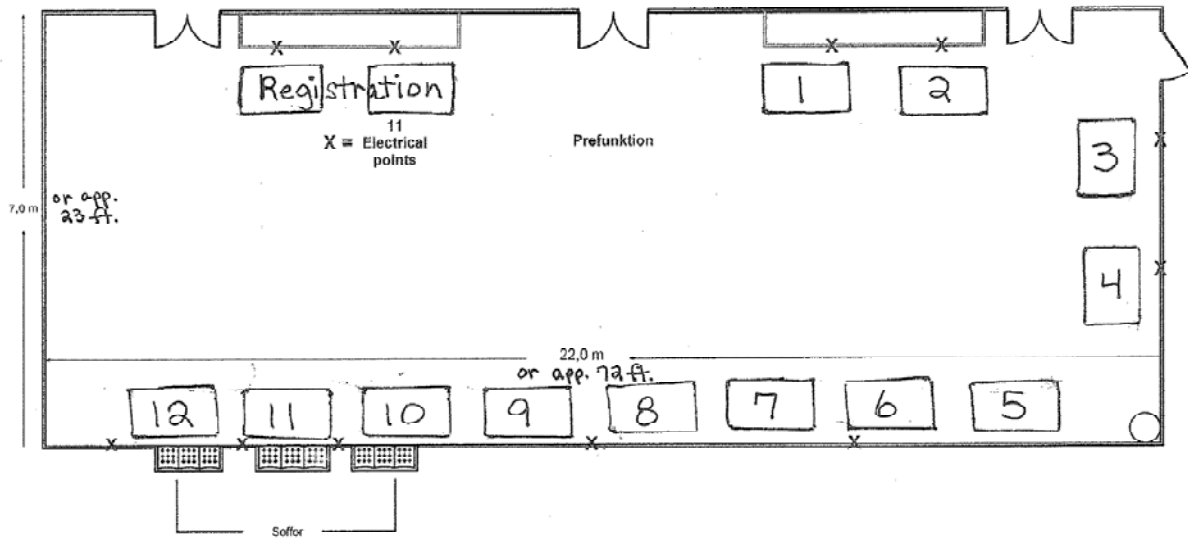 x x x x
Registration 1 2
11
X = Electrical
points
Prefunktion
3
x
7,0 m
or app.
23 ft.
4
x
22,0 m
or app. 72 ft.
12 11 10 9 8 7 6 5
x x x x x
Soffor